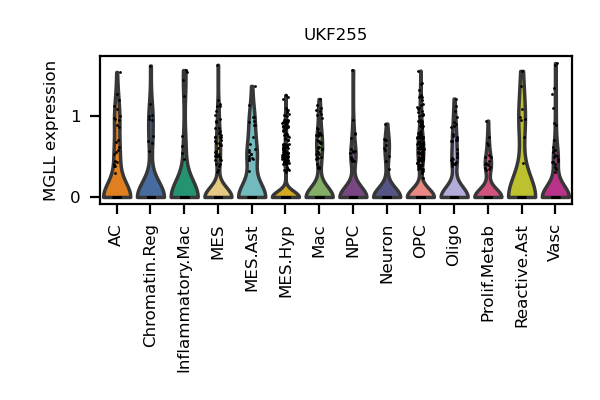 UKF255
MGLL expression
1
0
AC
Chromatin.Reg
Inflammatory.Mac
MES
MES.Ast
MES.Hyp
Mac
NPC
Neuron
OPC
Oligo
Prolif.Metab
Reactive.Ast
Vasc